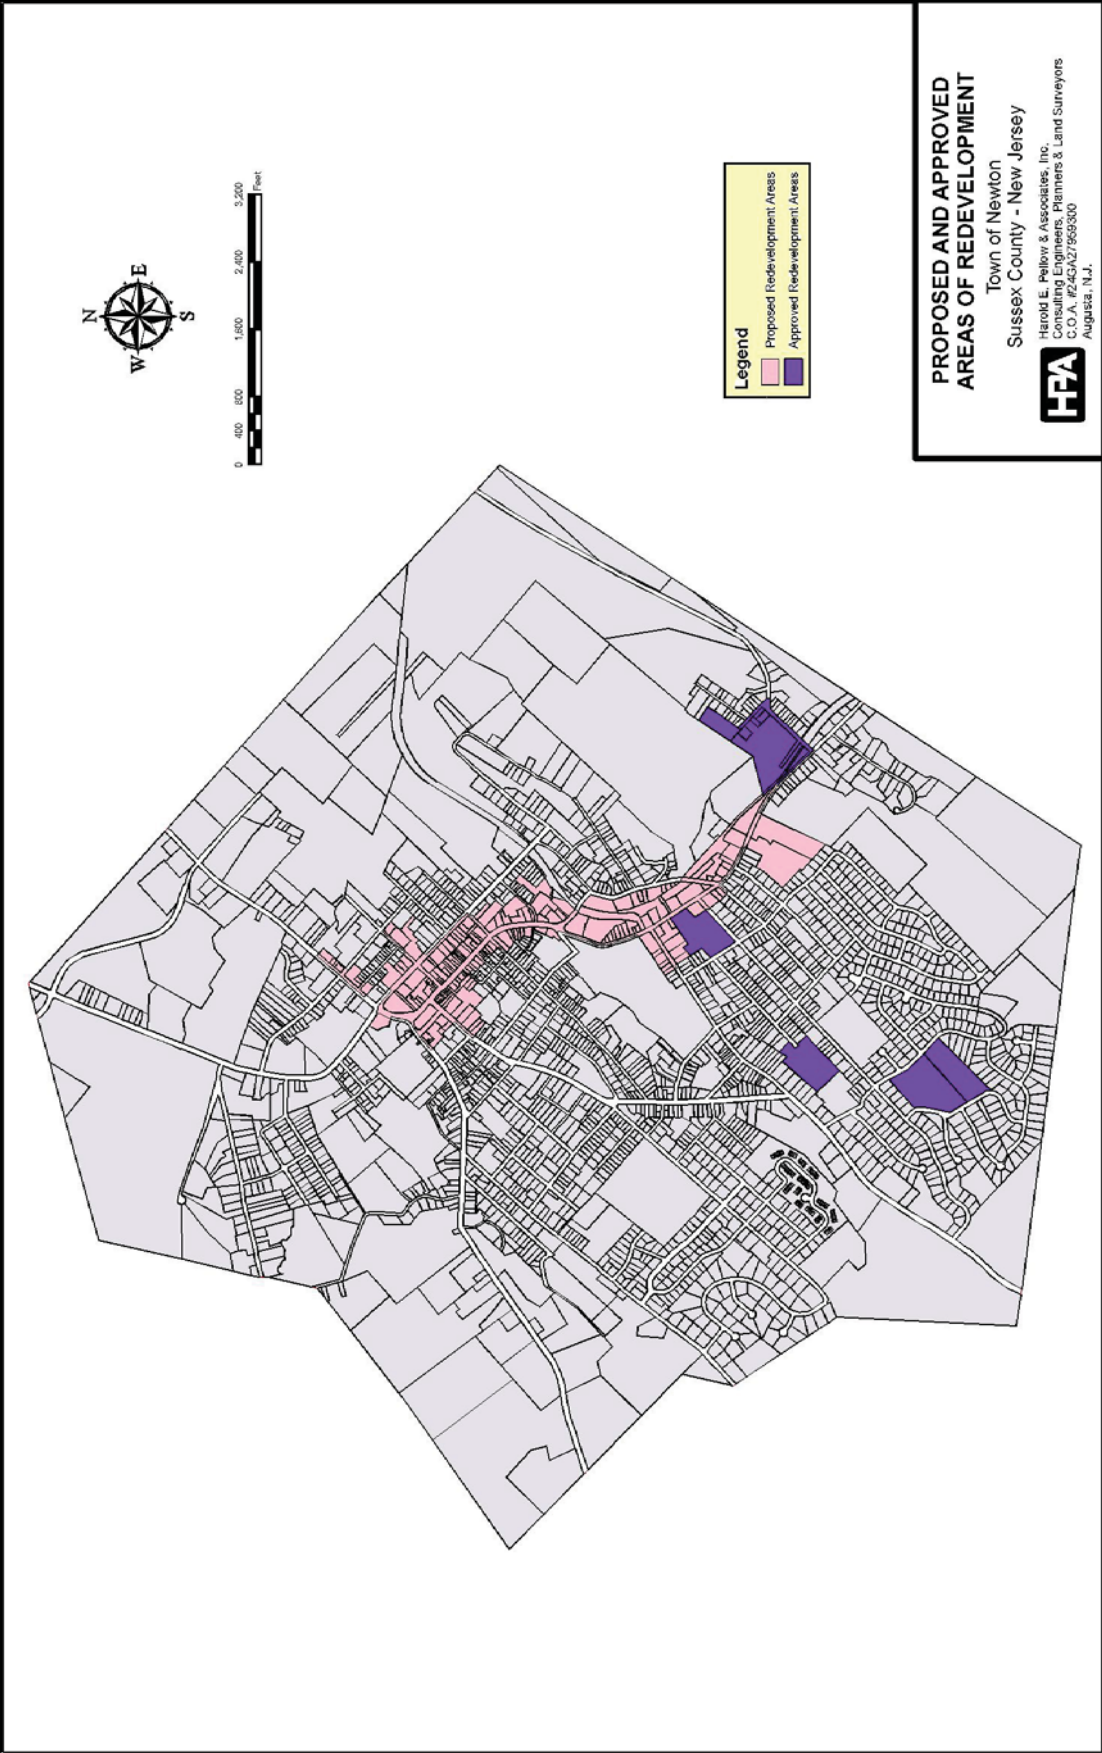 N
W
E
S
0 400 800 1,600 2,400 3,200
Feet
Legend
Proposed Redevelopment Areas
Approved Redevelopment Areas
PROPOSED AND APPROVED
AREAS OF REDEVELOPMENT
Town of Newton
Sussex County - New Jersey
HPA
Harold E. Pellow & Associates, Inc.
Consulting Engineers, Planners & Land Surveyors
C.O.A. #24GA27959300
Augusta, N.J.